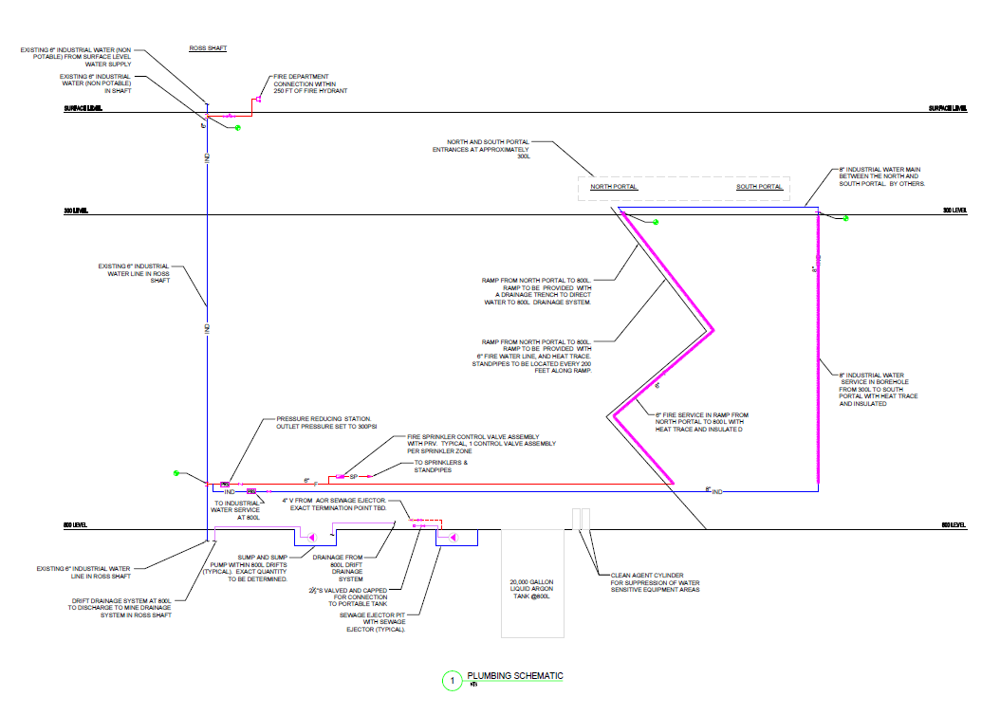 ROSS SHAFT
EXISTING 6" INDUSTRIAL WATER (NON
POTABLE) FROM SURFACE LEVEL
WATER SUPPLY
EXISTING 6" INDUSTRIAL
WATER (NON POTABLE)
IN SHAFT
FIRE DEPARTMENT
CONNECTION WITHIN
250 FT OF FIRE HYDRANT
SURFACE LEVEL
SURFACE LEVEL
6"
IND
NORTH AND SOUTH PORTAL
ENTRANCES AT APPROXIMATELY
300L
NORTH PORTAL
SOUTH PORTAL
8" INDUSTRIAL WATER MAIN
BETWEEN THE NORTH AND
SOUTH PORTAL. BY OTHERS.
300 LEVEL
300 LEVEL
EXISTING 6" INDUSTRIAL
WATER LINE IN ROSS
SHAFT
IND
8"
IND
RAMP FROM NORTH PORTAL TO 800L.
RAMP TO BE PROVIDED WITH
A DRAINAGE TRENCH TO DIRECT
WATER TO 800L DRAINAGE SYSTEM.
RAMP FROM NORTH PORTAL TO 800L.
RAMP TO BE PROVIDED WITH
6" FIRE WATER LINE, AND HEAT TRACE.
STANDPIPES TO BE LOCATED EVERY 200
FEET ALONG RAMP.
6"
8" INDUSTRIAL WATER
SERVICE IN BOREHOLE
FROM 300L TO SOUTH
PORTAL WITH HEAT TRACE
AND INSULATED
6" FIRE SERVICE IN RAMP FROM
NORTH PORTAL TO 800L WITH
HEAT TRACE AND INSULATE D
PRESSURE REDUCING STATION.
OUTLET PRESSURE SET TO 300PSI
FIRE SPRINKLER CONTROL VALVE ASSEMBLY
WITH PRV. TYPICAL, 1 CONTROL VALVE ASSEMBLY
PER SPRINKLER ZONE
TO SPRINKLERS &
STANDPIPES
SP
6"
F
IND
8"
IND
TO INDUSTRIAL
WATER SERVICE
AT 800L
4" V FROM AOR SEWAGE EJECTOR.
EXACT TERMINATION POINT TBD.
800 LEVEL
800 LEVEL
EXISTING 6" INDUSTRIAL WATER
LINE IN ROSS SHAFT
SUMP AND SUMP
PUMP WITHIN 800L DRIFTS
(TYPICAL). EXACT QUANTITY
TO BE DETERMINED.
DRAINAGE FROM
800L DRIFT
DRAINAGE
SYSTEM
2½"S VALVED AND CAPPED
FOR CONNECTION
TO PORTABLE TANK
DRIFT DRAINAGE SYSTEM AT 800L
TO DISCHARGE TO MINE DRAINAGE
SYSTEM IN ROSS SHAFT
SEWAGE EJECTOR PIT
WITH SEWAGE
EJECTOR (TYPICAL).
20,000 GALLON
LIQUID ARGON
TANK @800L
CLEAN AGENT CYLINDER
FOR SUPPRESSION OF WATER
SENSITIVE EQUIPMENT AREAS
1
PLUMBING SCHEMATIC
NTS